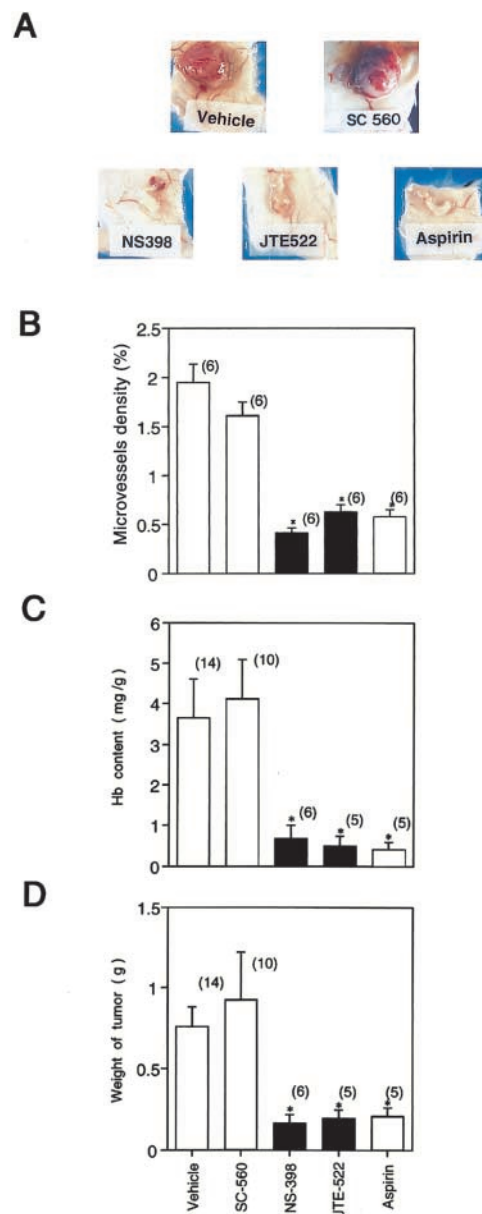 A
Vehicle
SC 560
NS398
JTE522
Aspirin
B
Microvessels density (%)
2.5
2
1.5
1
0.5
0
(6)
(6)
* (6)
* (6)
(6)
*
C
Hb content ( mg/g )
6
5
4
3
2
1
0
(14)
(10)
(6)
*
(5)
*
(5)
*
D
Weight of tumor ( g )
1.5
1
0.5
0
(14)
(10)
(6)
*
(5)
*
(5)
*
Vehicle
SC-560
NS-398
JTE-522
Aspirin